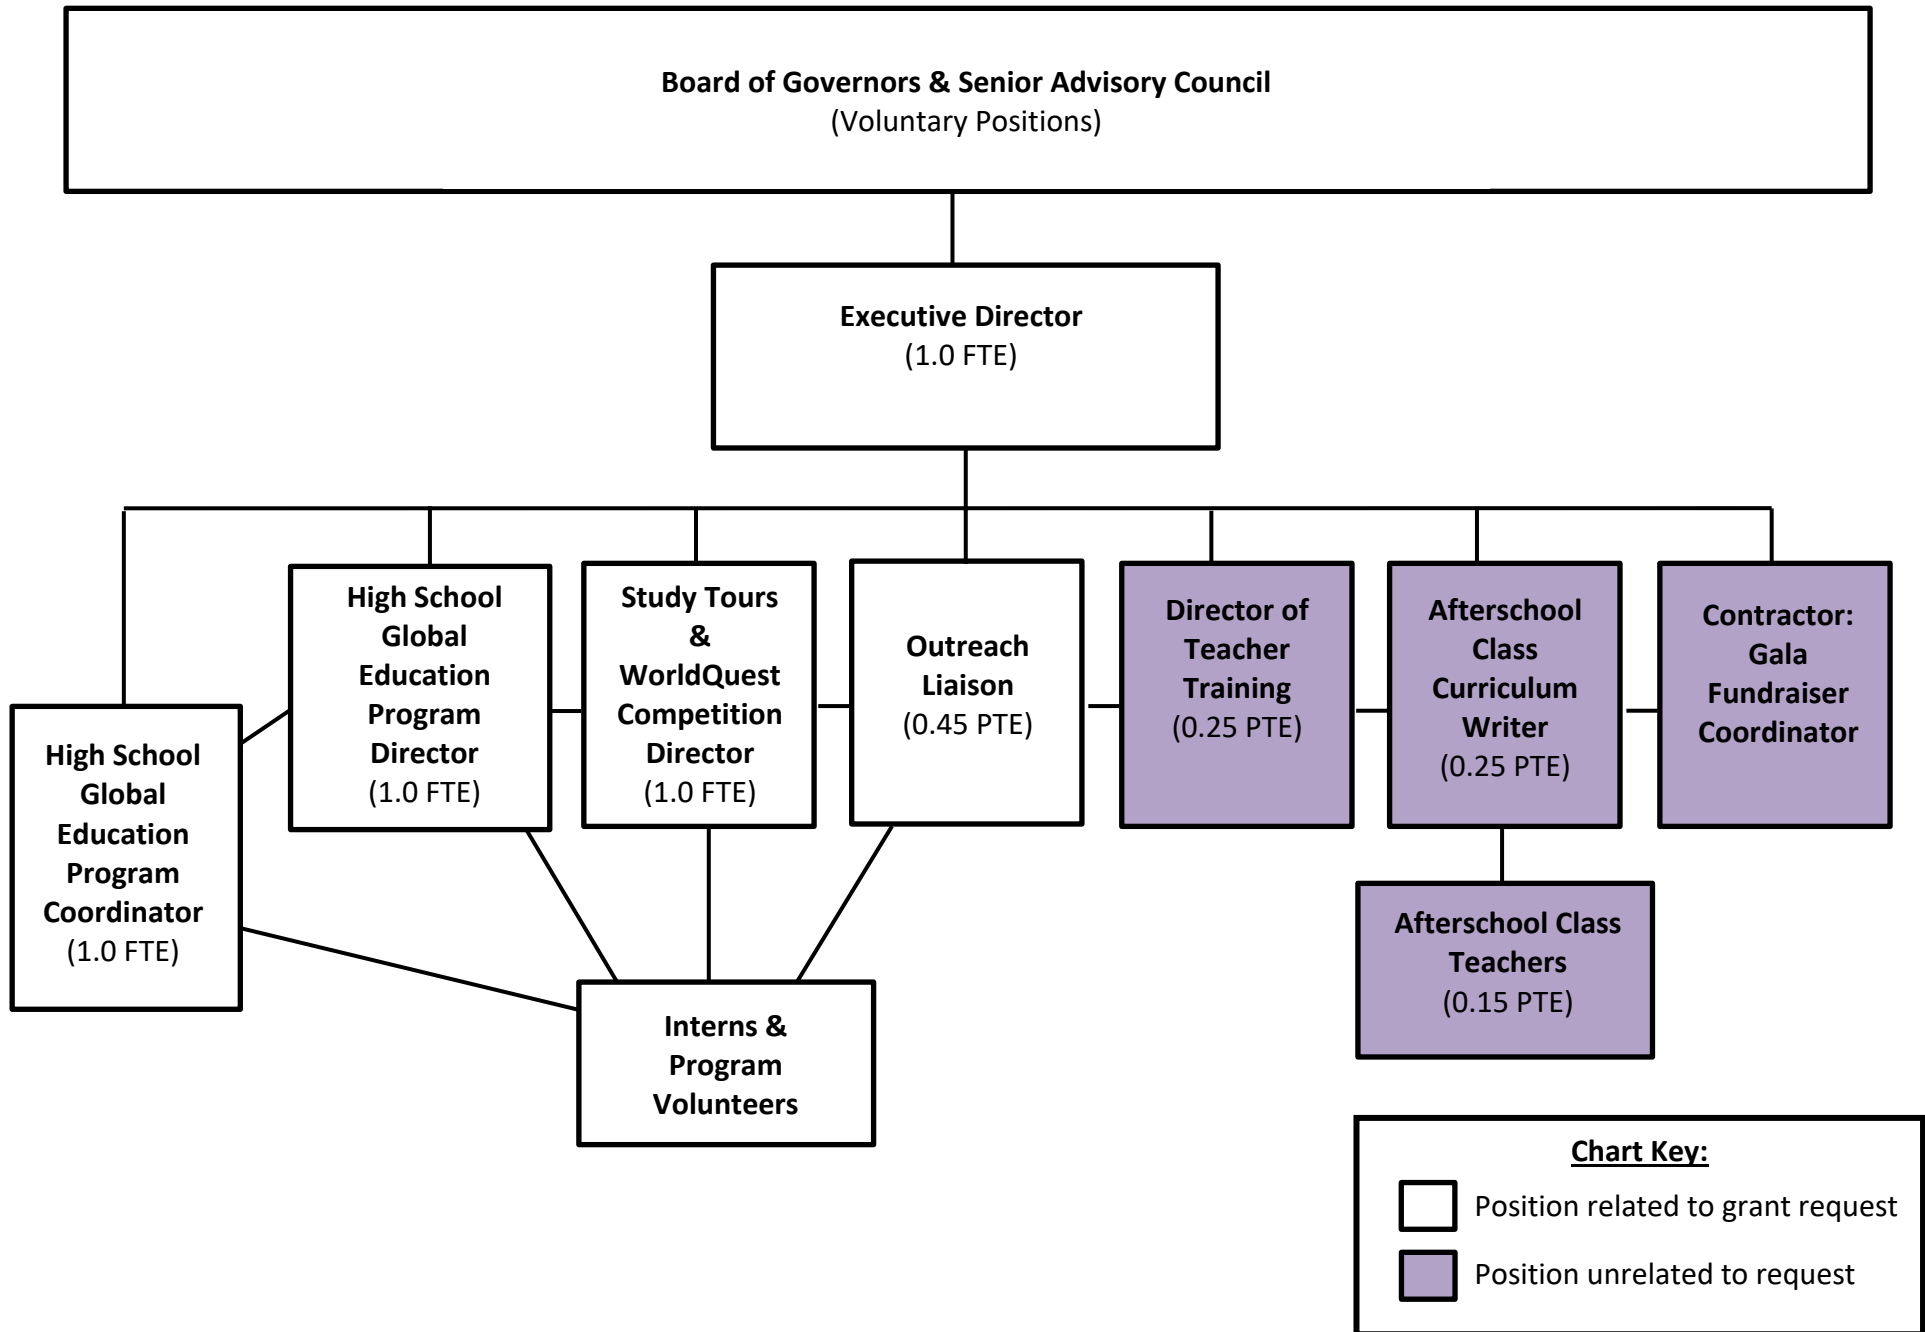 Board of Governors & Senior Advisory Council
(Voluntary Positions)
Executive Director
(1.0 FTE)
High School
Global
Education
Program
Coordinator
(1.0 FTE)
High School
Global
Education
Program
Director
(1.0 FTE)
Study Tours
&
WorldQuest
Competition
Director
(1.0 FTE)
Outreach
Liaison
(0.45 PTE)
Director of
Teacher
Training
(0.25 PTE)
Afterschool
Class
Curriculum
Writer
(0.25 PTE)
Contractor:
Gala
Fundraiser
Coordinator
Afterschool Class
Teachers
(0.15 PTE)
Interns &
Program
Volunteers
Chart Key:
Position related to grant request
Position unrelated to request